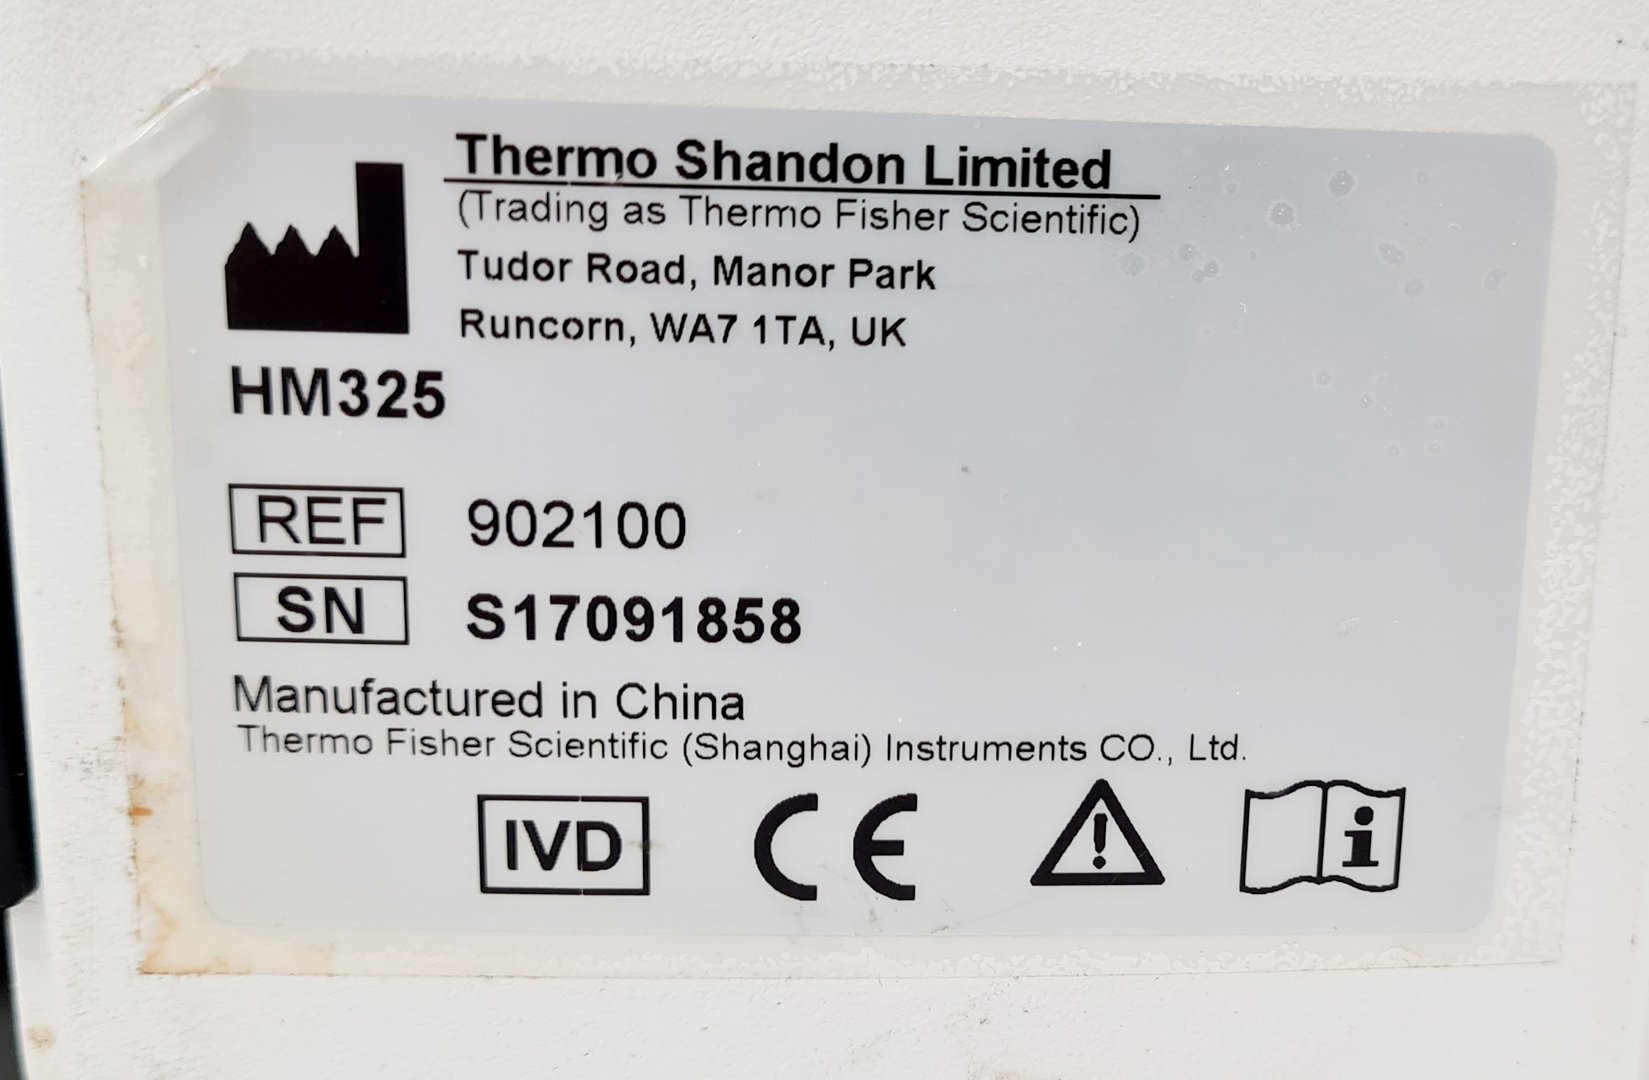 Thermo Shandon Limited
(Trading as Thermo Fisher Scientific)
Tudor Road, Manor Park
Runcorn, WA7 1TA, UK
HM325
REF 902100
SN S17091858
Manufactured in China
Thermo Fisher Scientific (Shanghai) Instruments CO., Ltd.
IVD CE ! i